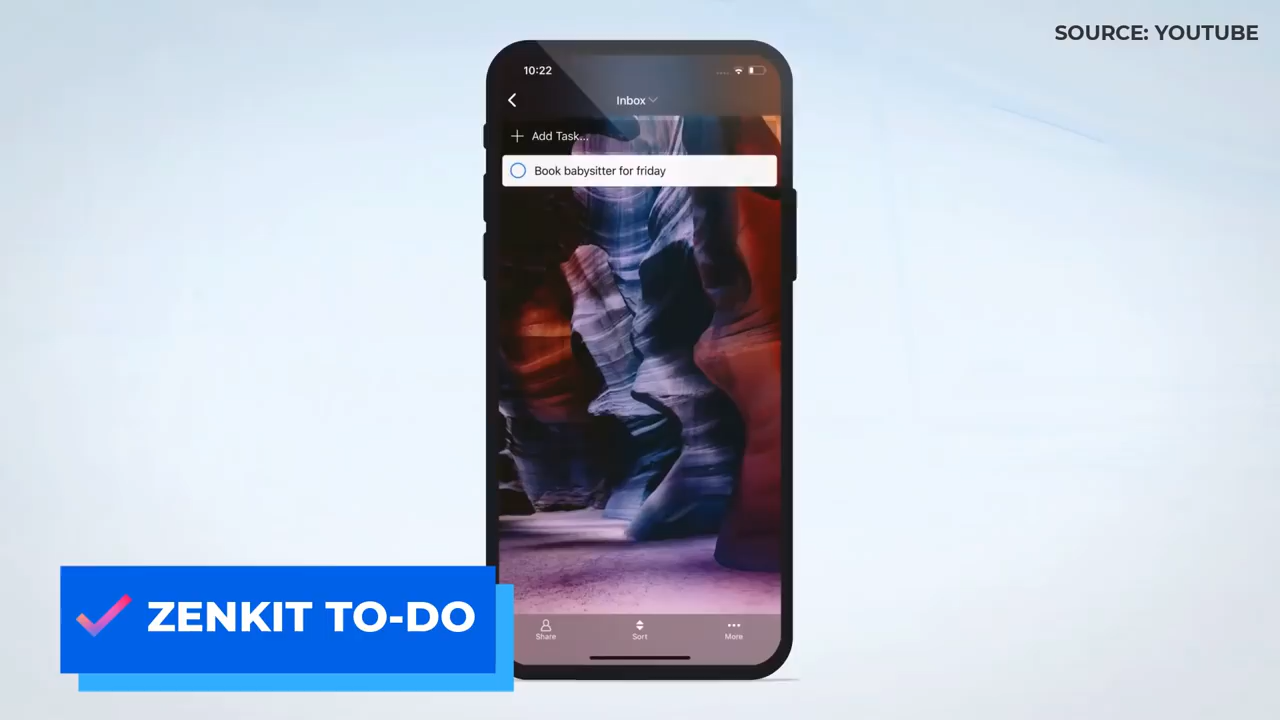 SOURCE: YOUTUBE
10:22
Inbox
Add Task...
Book babysitter for friday
Share
Sort
More
ZENKIT TO-DO